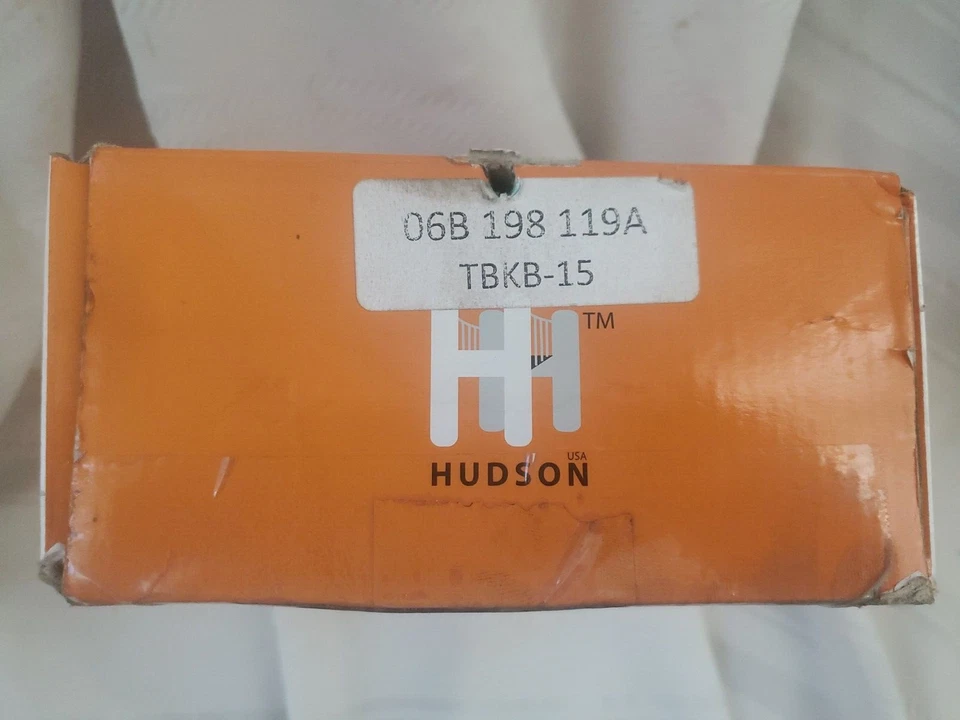 06B 198 119A
TBKB-15
TM
USA
HUDSON